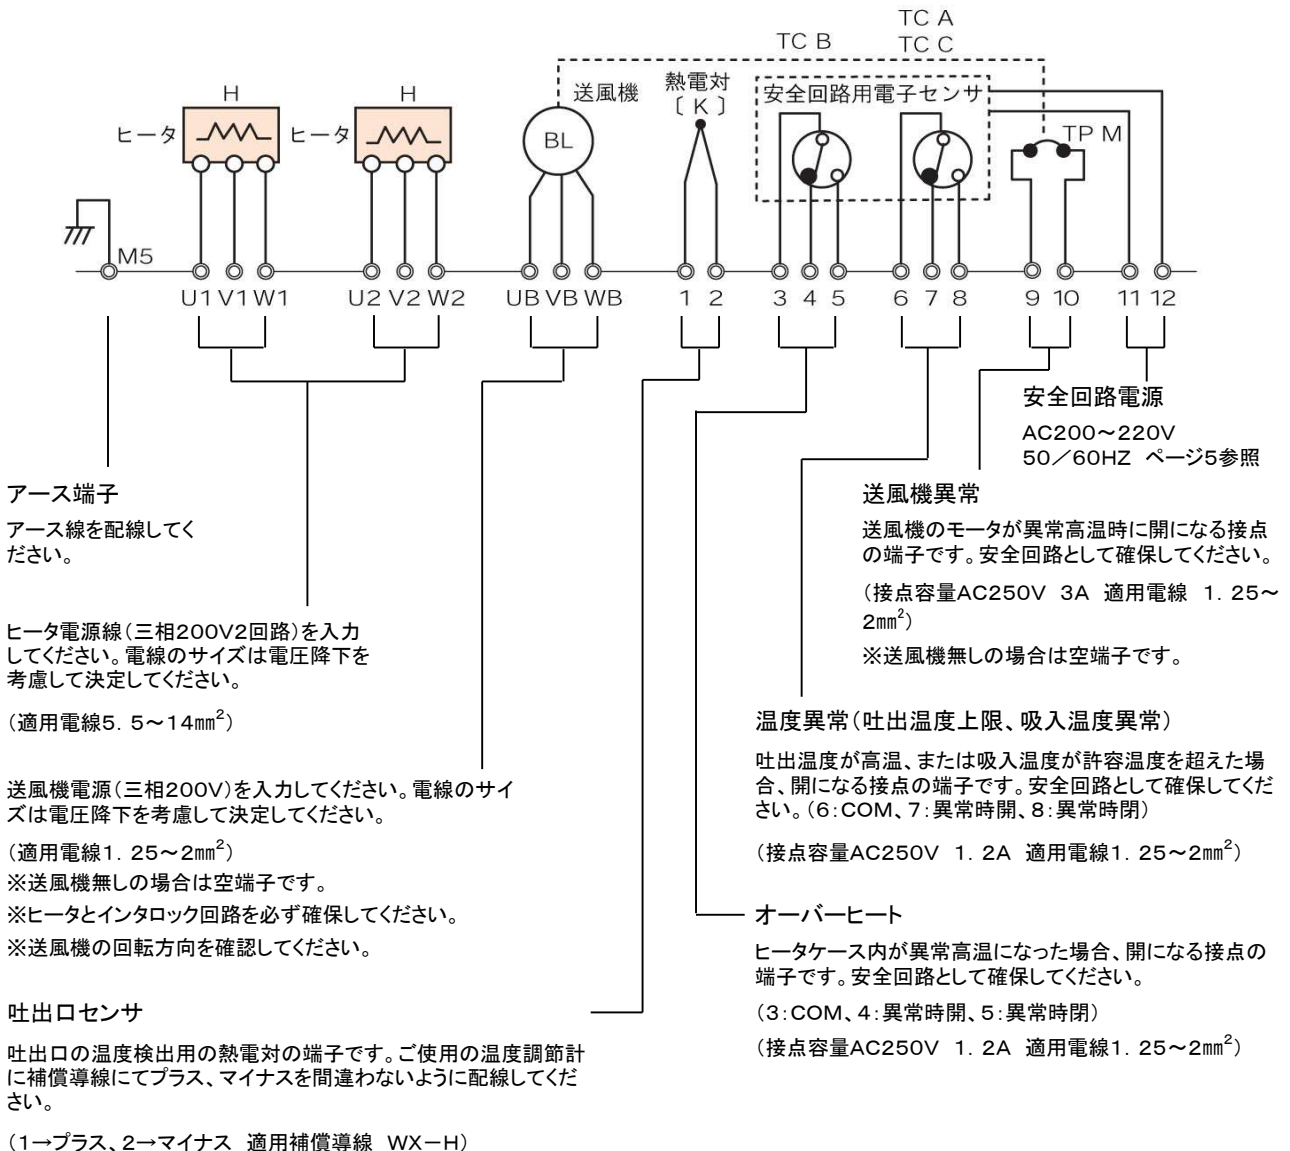 TC A
TC B
TC C
H
H
送風機
熱電対
〔 K 〕
安全回路用電子センサ
ヒータ
ヒータ
BL
TP M
M5
U1 V1 W1
U2 V2 W2
UB VB WB
1 2
3 4 5
6 7 8
9 10
11 12
安全回路電源
AC200～220V
50／60HZ ページ5参照
アース端子
アース線を配線してく
ださい。
送風機異常
送風機のモータが異常高温時に開になる接点
の端子です。安全回路として確保してください。
（接点容量AC250V 3A 適用電線 1．25～
2㎜²）
※送風機無しの場合は空端子です。
ヒータ電源線（三相200V2回路）を入力
してください。電線のサイズは電圧降下を
考慮して決定してください。
（適用電線5．5～14㎜²）
温度異常（吐出温度上限、吸入温度異常）
吐出温度が高温、または吸入温度が許容温度を超えた場
合、開になる接点の端子です。安全回路として確保してくだ
さい。（6：COM、7：異常時開、8：異常時閉）
（接点容量AC250V 1．2A 適用電線1．25～2㎜²）
送風機電源（三相200V）を入力してください。電線のサイ
ズは電圧降下を考慮して決定してください。
（適用電線1．25～2㎜²）
※送風機無しの場合は空端子です。
※ヒータとインタロック回路を必ず確保してください。
※送風機の回転方向を確認してください。
オーバーヒート
ヒータケース内が異常高温になった場合、開になる接点の
端子です。安全回路として確保してください。
（3：COM、4：異常時開、5：異常時閉）
（接点容量AC250V 1．2A 適用電線1．25～2㎜²）
吐出口センサ
吐出口の温度検出用の熱電対の端子です。ご使用の温度調節計
に補償導線にてプラス、マイナスを間違わないように配線してくだ
さい。
（1→プラス、2→マイナス 適用補償導線 WX－H）